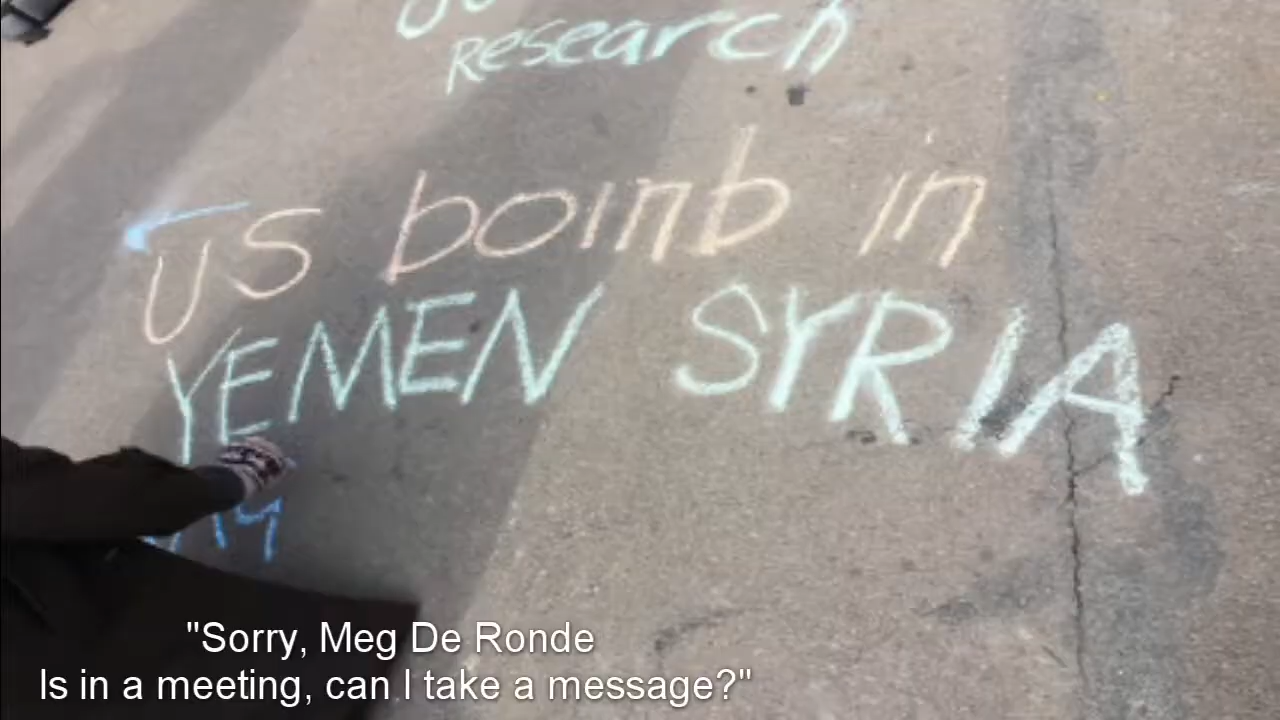 Research
US bomb in
YEMEN SYRIA
"Sorry, Meg De Ronde
Is in a meeting, can I take a message?"